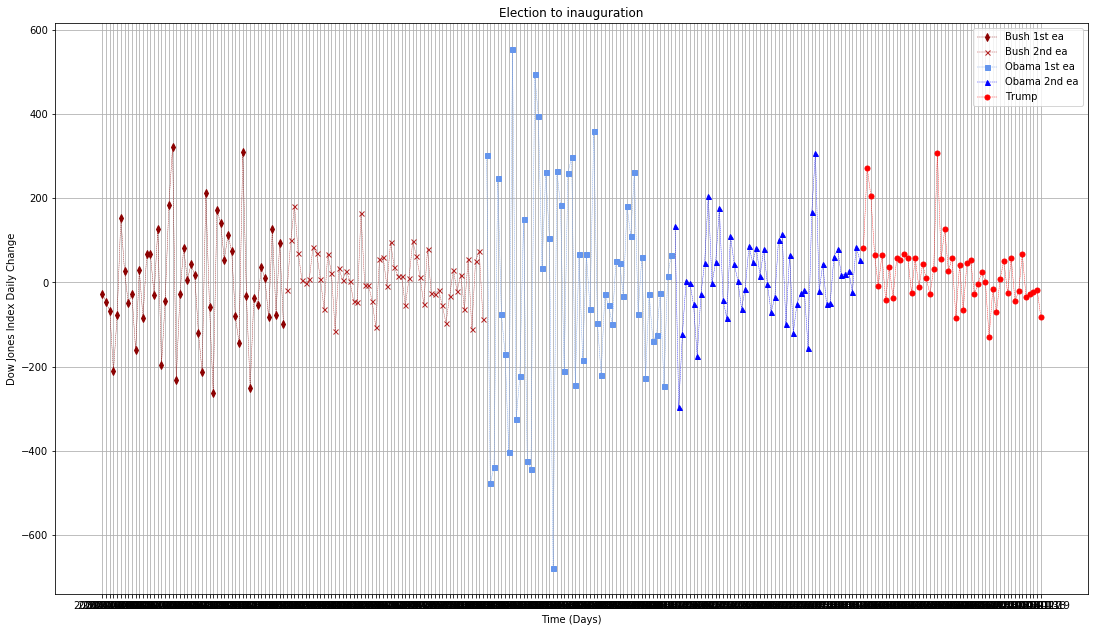 Election to inauguration
Bush 1st ea
Bush 2nd ea
Obama 1st ea
Obama 2nd ea
Trump
Dow Jones Index Daily Change
600
400
200
0
−200
−400
−600
Time (Days)